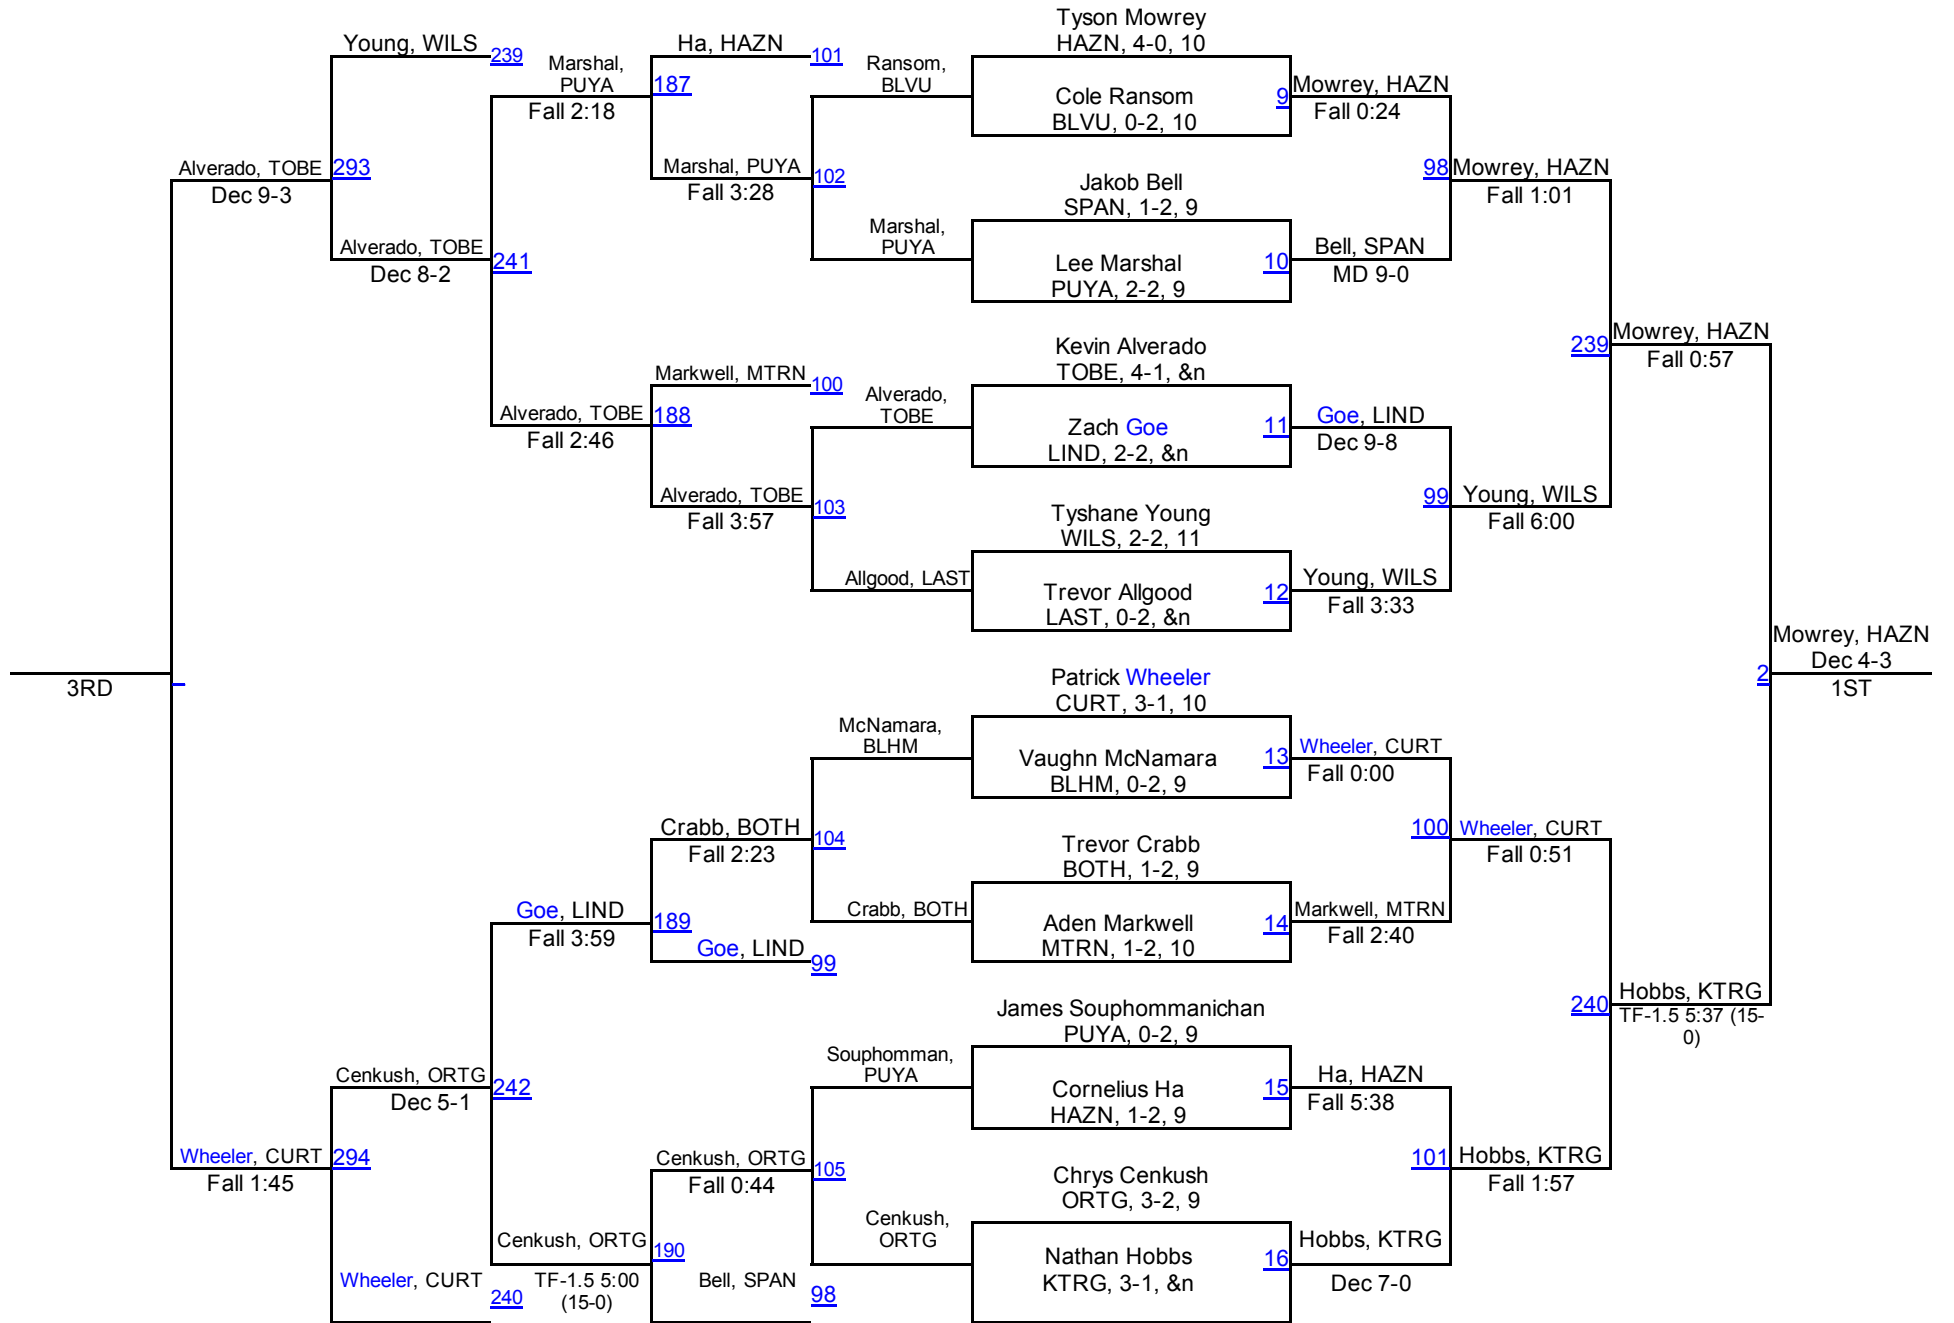 Tyson Mowrey
HAZN, 4-0, 10
Young, WILS
239
Marshal,
PUYA
Fall 2:18
Ha, HAZN
101
187
Ransom,
BLVU
Cole Ransom
BLVU, 0-2, 10
9
Mowrey, HAZN
Fall 0:24
Alverado, TOBE
Dec 9-3
293
Marshal, PUYA
Fall 3:28
102
Jakob Bell
SPAN, 1-2, 9
98
Mowrey, HAZN
Fall 1:01
Alverado, TOBE
Dec 8-2
241
Marshal,
PUYA
Lee Marshal
PUYA, 2-2, 9
10
Bell, SPAN
MD 9-0
Kevin Alverado
TOBE, 4-1, &n
239
Mowrey, HAZN
Fall 0:57
Markwell, MTRN
100
Alverado, TOBE
Fall 2:46
188
Alverado,
TOBE
Zach Goe
LIND, 2-2, &n
11
Goe, LIND
Dec 9-8
Alverado, TOBE
Fall 3:57
103
Tyshane Young
WILS, 2-2, 11
99
Young, WILS
Fall 6:00
Allgood, LAST
Trevor Allgood
LAST, 0-2, &n
12
Young, WILS
Fall 3:33
3RD
Patrick Wheeler
CURT, 3-1, 10
2
Mowrey, HAZN
Dec 4-3
1ST
McNamara,
BLHM
Vaughn McNamara
BLHM, 0-2, 9
13
Wheeler, CURT
Fall 0:00
Crabb, BOTH
Fall 2:23
104
Trevor Crabb
BOTH, 1-2, 9
100
Wheeler, CURT
Fall 0:51
Goe, LIND
Fall 3:59
189
Goe, LIND
99
Crabb, BOTH
Aden Markwell
MTRN, 1-2, 10
14
Markwell, MTRN
Fall 2:40
James Souphommanichan
PUYA, 0-2, 9
240
Hobbs, KTRG
TF-1.5 5:37 (15-
0)
Cenkush, ORTG
Dec 5-1
242
Souphomman,
PUYA
Cornelius Ha
HAZN, 1-2, 9
15
Ha, HAZN
Fall 5:38
Wheeler, CURT
Fall 1:45
294
Cenkush, ORTG
Fall 0:44
105
Chrys Cenkush
ORTG, 3-2, 9
101
Hobbs, KTRG
Fall 1:57
Cenkush, ORTG
TF-1.5 5:00
(15-0)
190
Cenkush,
ORTG
Nathan Hobbs
KTRG, 3-1, &n
16
Hobbs, KTRG
Dec 7-0
Wheeler, CURT
240
Bell, SPAN
98